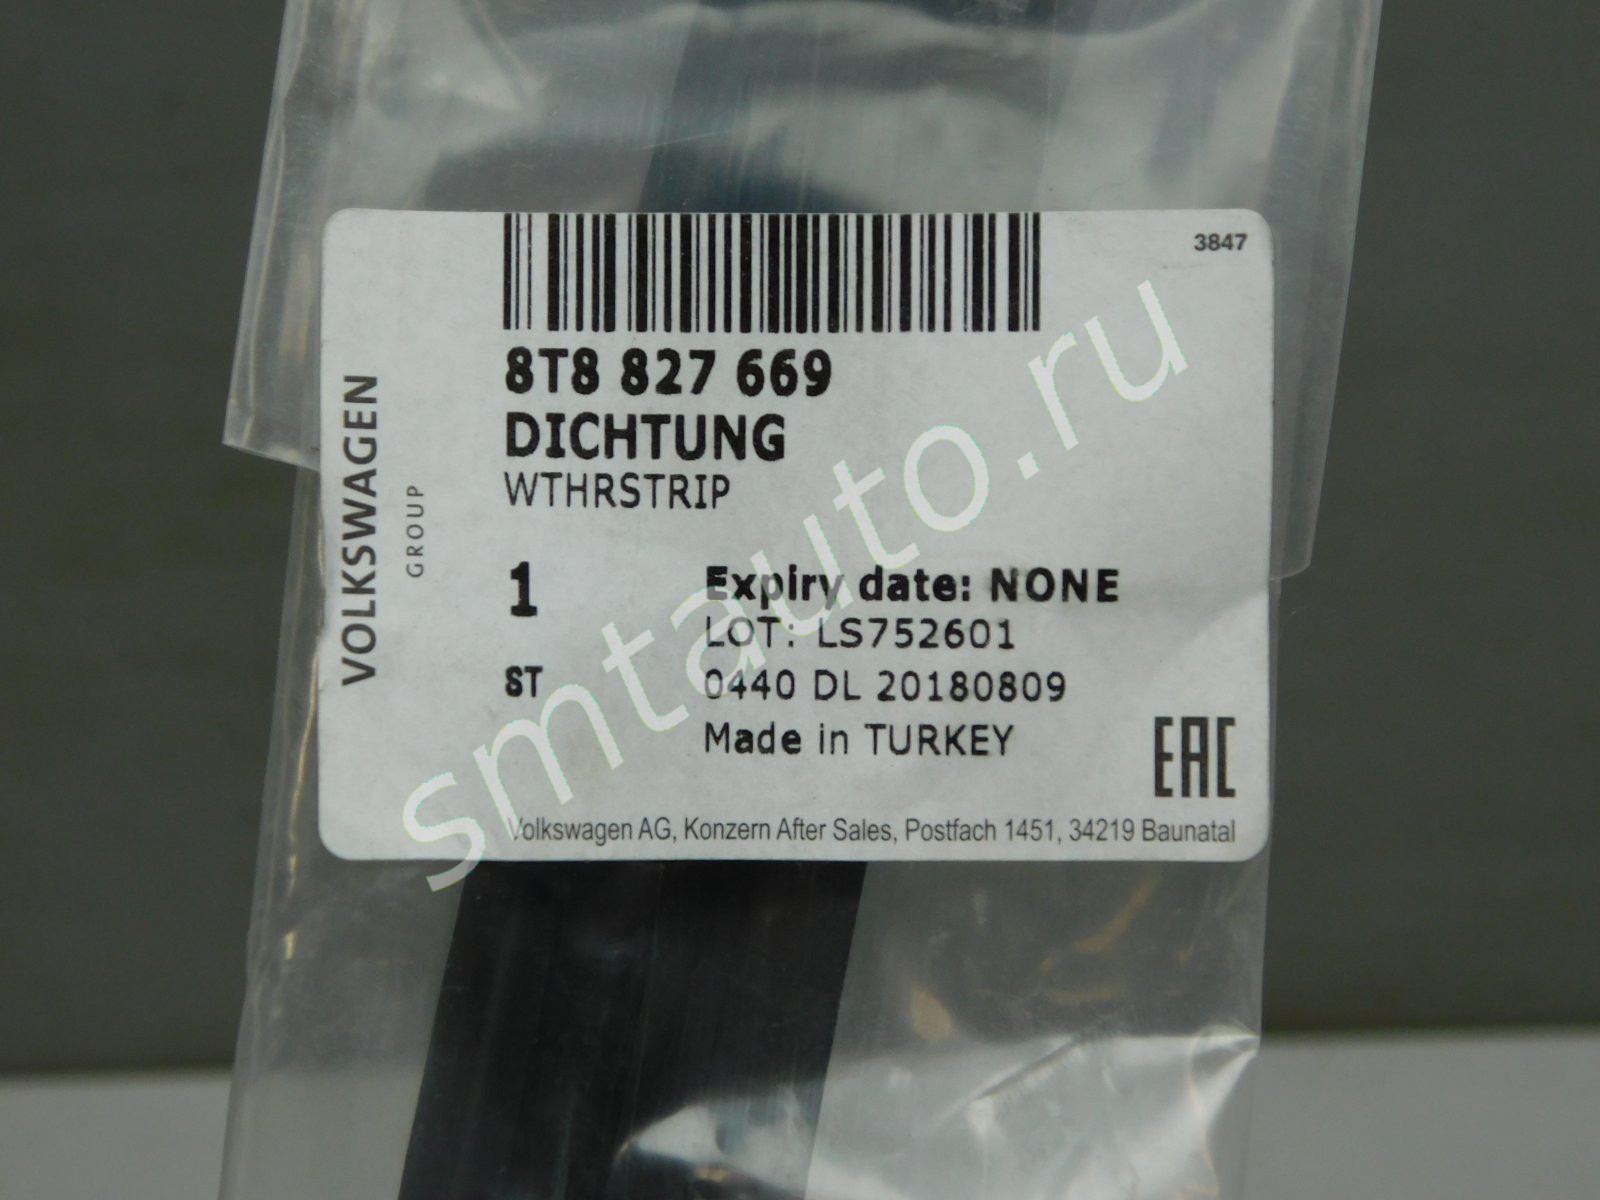 3847
8T8 827 669
DICHTUNG
WTHRSTRIP
VOLKSWAGEN
GROUP
1
Expiry date: NONE
LOT: LS752601
ST
0440 DL 20180809
Made in TURKEY
EAC
Volkswagen AG, Konzern After Sales, Postfach 1451, 34219 Baunatal
smtauto.ru